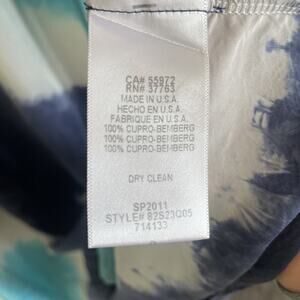 CA# 55972
RN# 37763
MADE IN U.S.A.
HECHO EN U.S.A.
FABRIQUE EN U.S.A.
100% CUPRO-BEMBERG
100% CUPRO-BEMBERG
100% CUPRO-BEMBERG
DRY CLEAN
SP2011
STYLE# 82S23Q05
714133